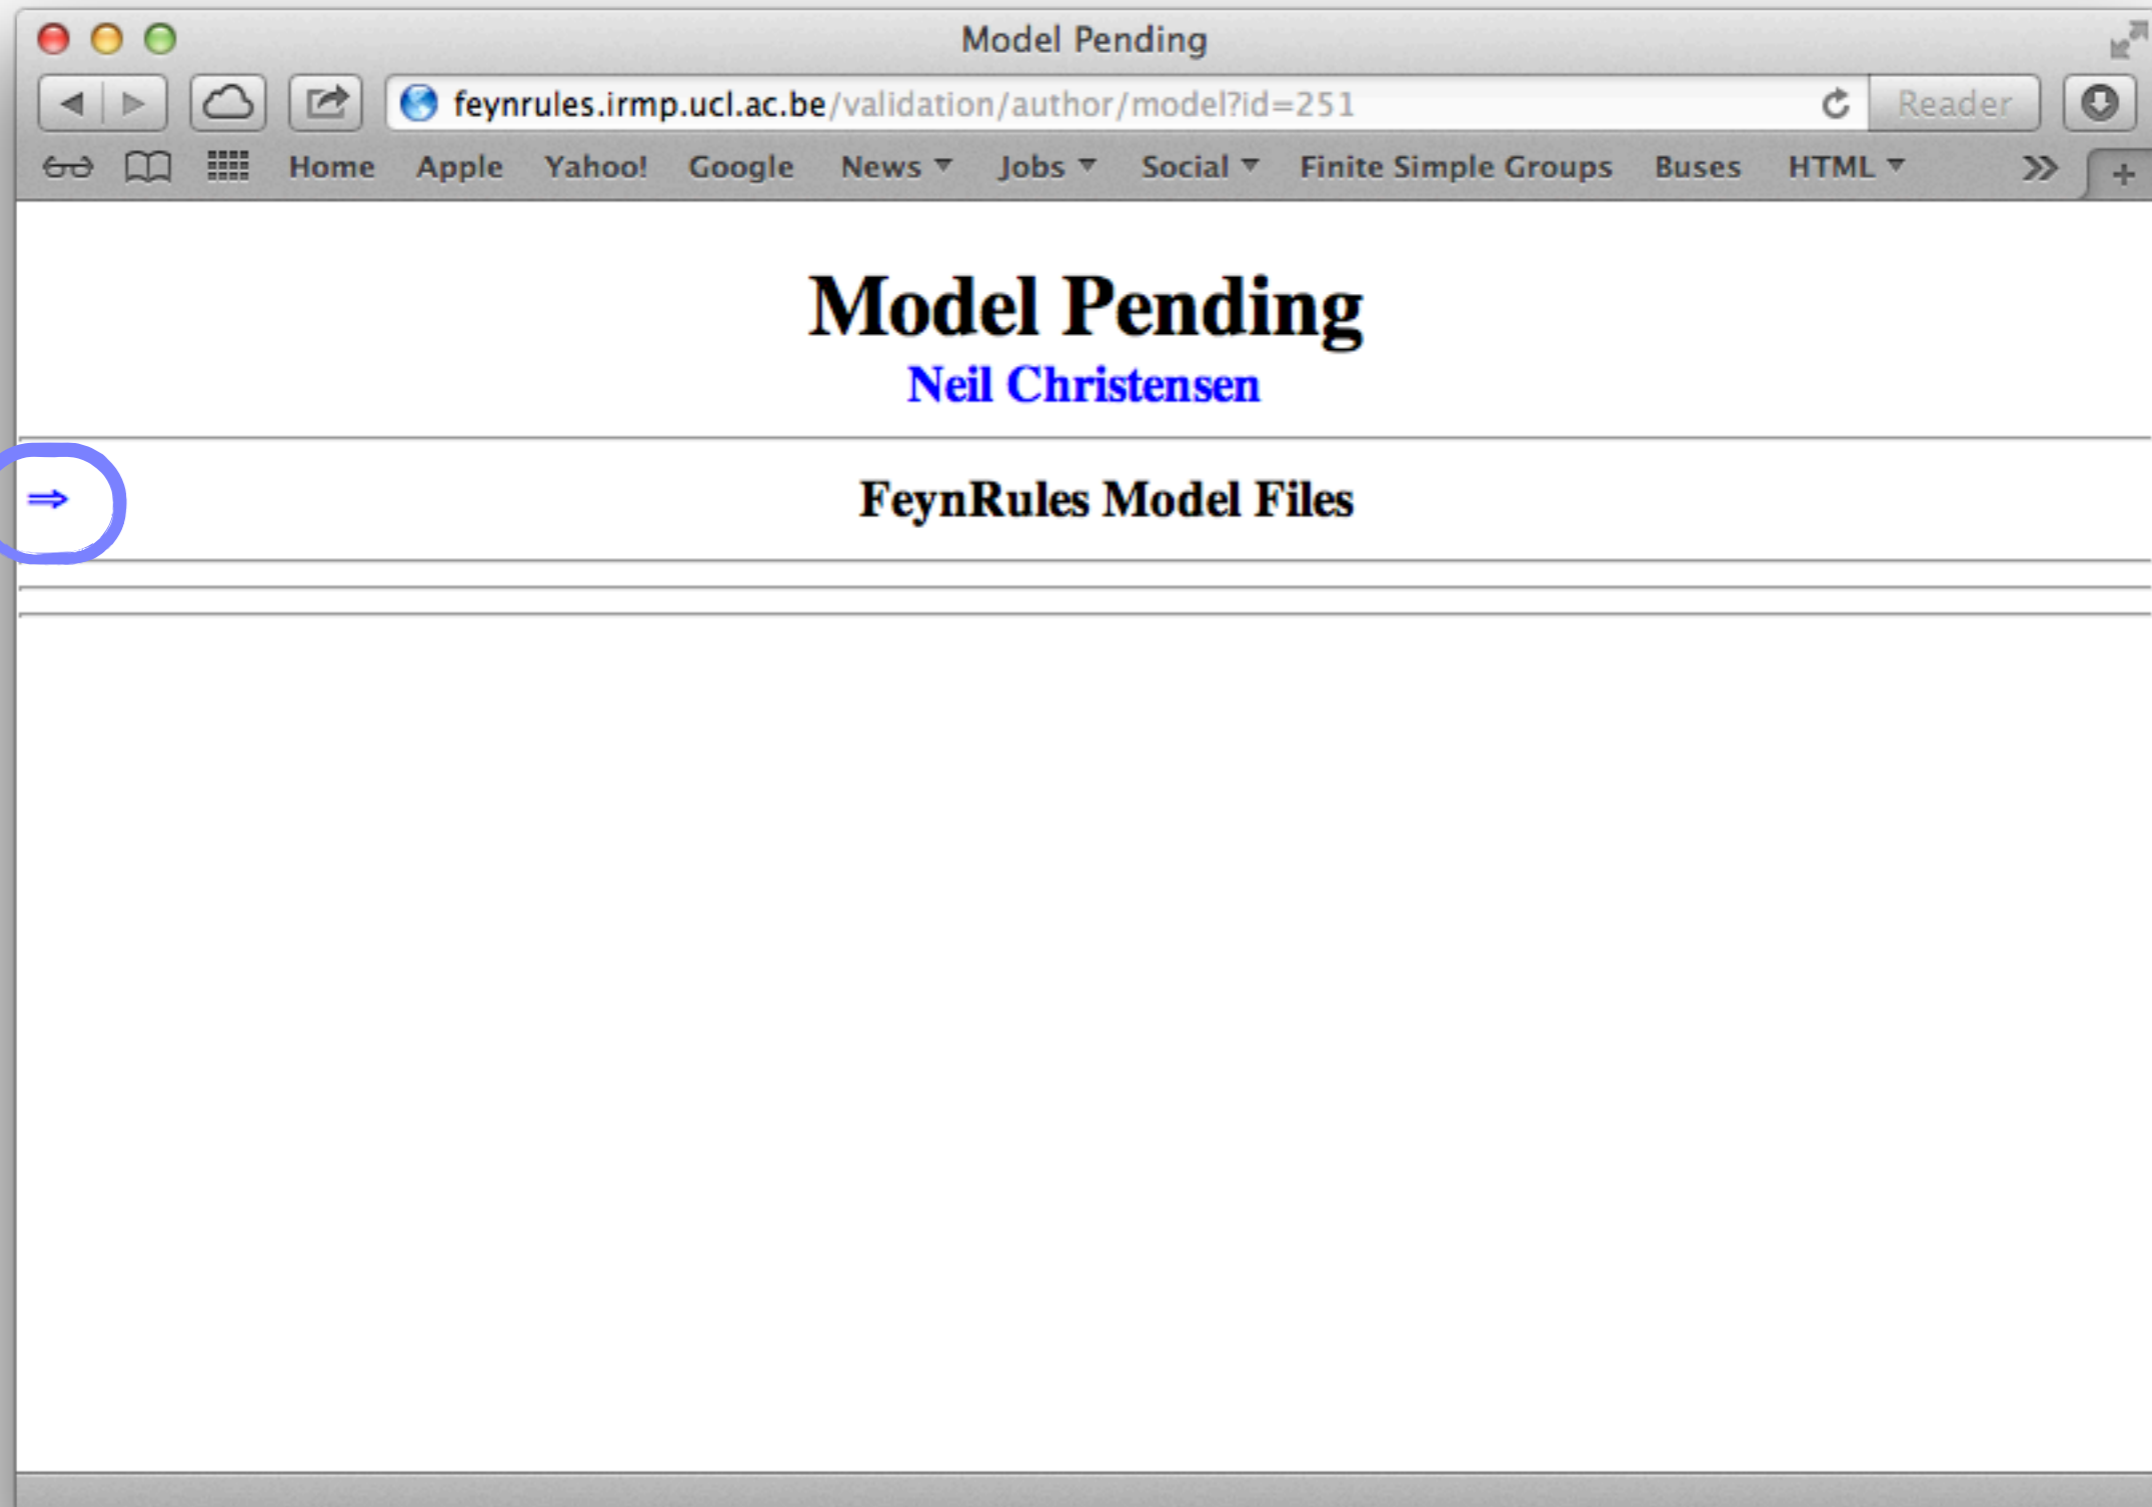 Model Pending
feynrules.irmp.ucl.ac.be/validation/author/model?id=251
Reader
Home Apple Yahoo! Google News Jobs Social Finite Simple Groups Buses HTML
Model Pending
Neil Christensen
⇒ FeynRules Model Files